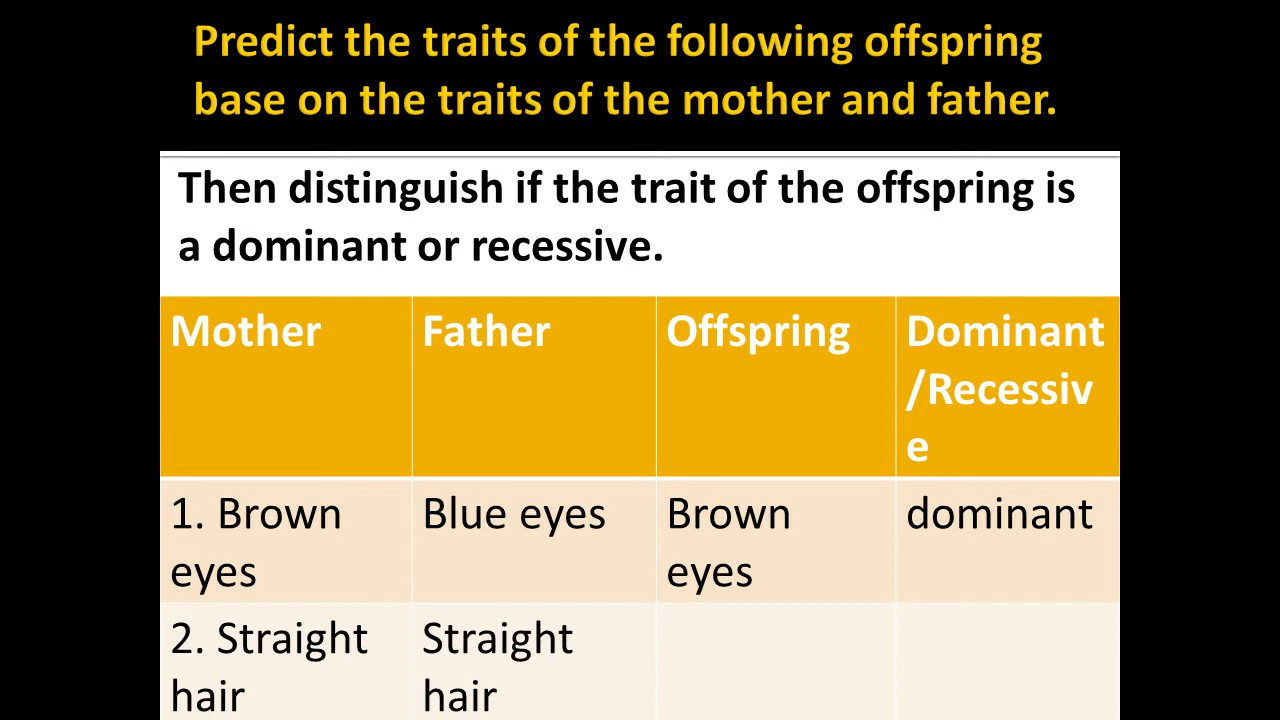 Predict the traits of the following offspring
base on the traits of the mother and father.
Then distinguish if the trait of the offspring is
a dominant or recessive.
Mother Father Offspring Dominant
/Recessiv
e
1. Brown Blue eyes Brown dominant
eyes eyes
2. Straight Straight
hair hair